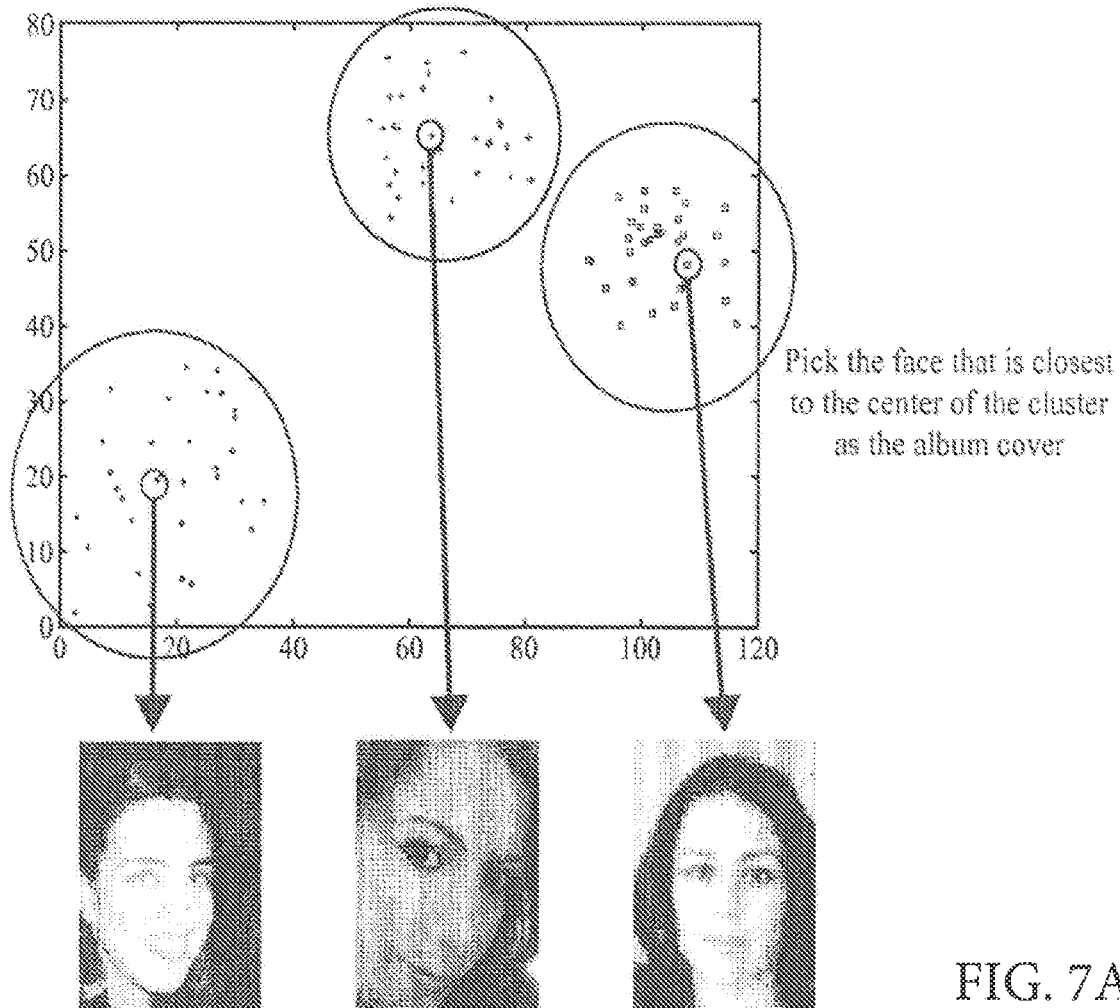 80
70
60
50
40
30
20
10
0
0 20 40 60 80 100 120
Pick the face that is closest
to the center of the cluster
as the album cover
FIG. 7A